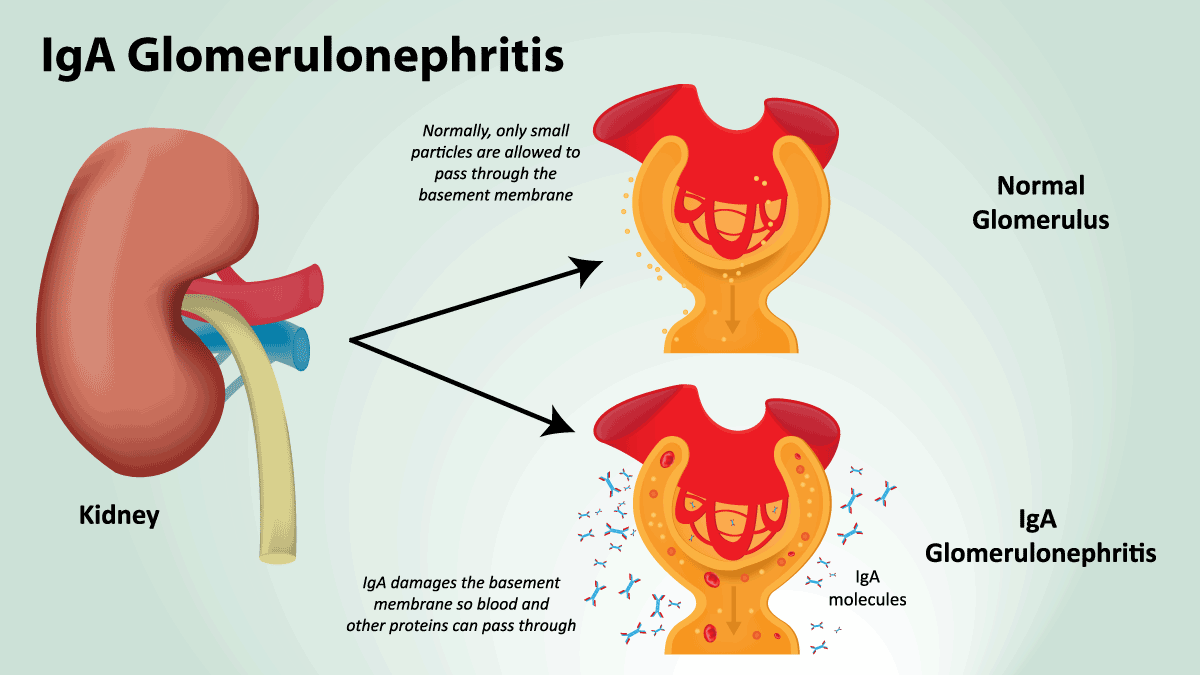 IgA Glomerulonephritis
Normally, only small
particles are allowed to
pass through the
basement membrane
Normal
Glomerulus
Kidney
IgA damages the basement
membrane so blood and
other proteins can pass through
IgA
molecules
IgA
Glomerulonephritis